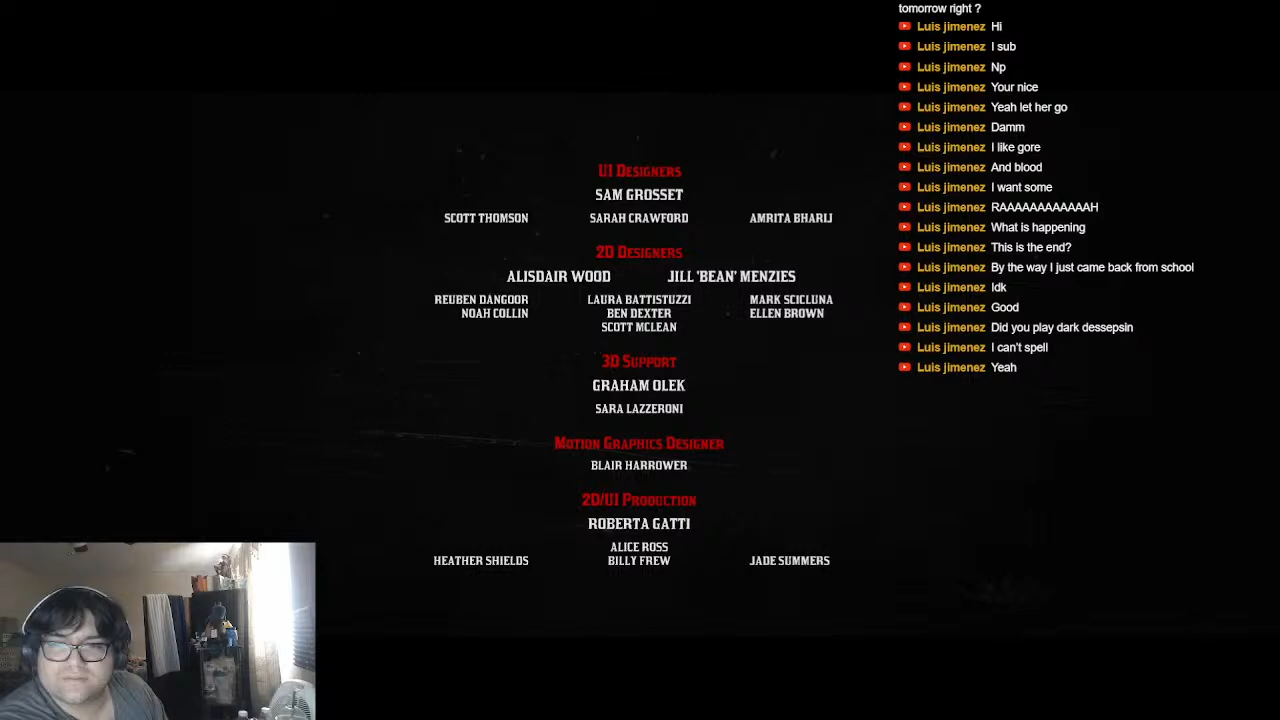 UI Designers
SAM GROSSET
SCOTT THOMSON SARAH CRAWFORD AMRITA BHARIJ
2D Designers
ALISDAIR WOOD JILL 'BEAN' MENZIES
REUBEN DANGOOR LAURA BATTISTUZZI MARK SCICLUNA
NOAH COLLIN BEN DEXTER ELLEN BROWN
SCOTT MCLEAN
3D Support
GRAHAM OLEK
SARA LAZZERONI
Motion Graphics Designer
BLAIR HARROWER
2D/UI Production
ROBERTA GATTI
ALICE ROSS
HEATHER SHIELDS BILLY FREW JADE SUMMERS
tomorrow right ?
Luis jimenez Hi
Luis jimenez I sub
Luis jimenez Np
Luis jimenez Your nice
Luis jimenez Yeah let her go
Luis jimenez Damm
Luis jimenez I like gore
Luis jimenez And blood
Luis jimenez I want some
Luis jimenez RAAAAAAAAAAAAH
Luis jimenez What is happening
Luis jimenez This is the end?
Luis jimenez By the way I just came back from school
Luis jimenez Idk
Luis jimenez Good
Luis jimenez Did you play dark dessepsin
Luis jimenez I can't spell
Luis jimenez Yeah